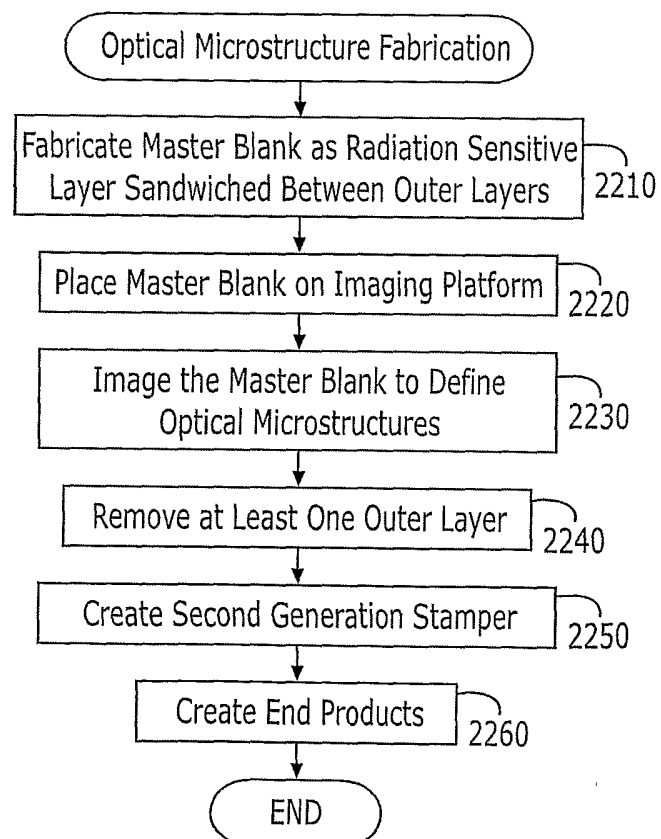 Optical Microstructure Fabrication
Fabricate Master Blank as Radiation Sensitive
Layer Sandwiched Between Outer Layers
2210
Place Master Blank on Imaging Platform
2220
Image the Master Blank to Define
Optical Microstructures
2230
Remove at Least One Outer Layer
2240
Create Second Generation Stamper
2250
Create End Products
2260
END